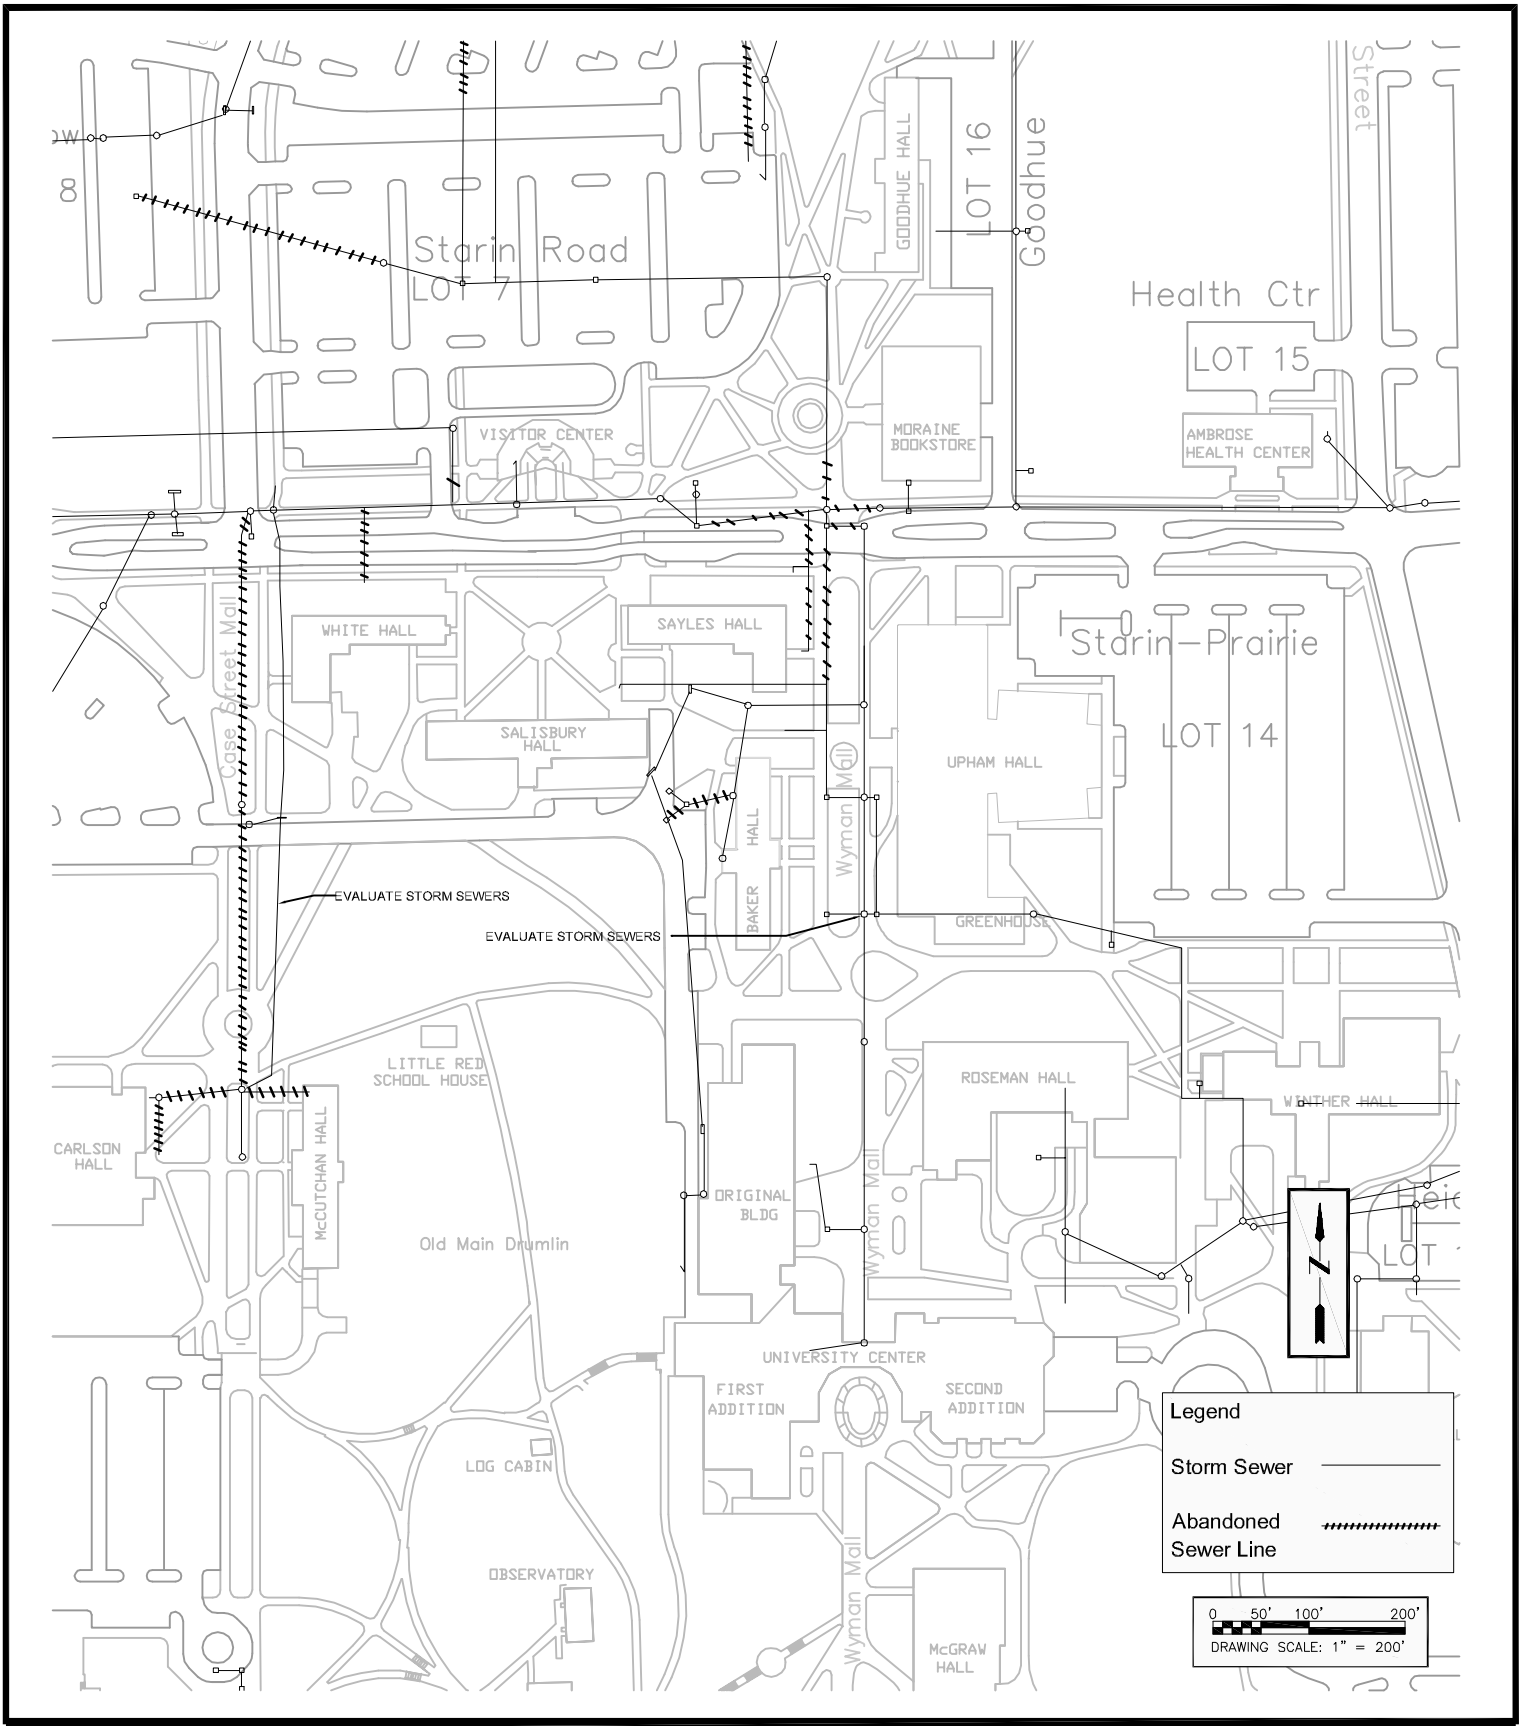 Street
OW
8
GOODHUE HALL
LOT 16
Goodhue
Starin Road
LOT 7
Health Ctr
LOT 15
VISITOR CENTER
MORAINE
BOOKSTORE
AMBROSE
HEALTH CENTER
Case Street Mall
WHITE HALL
SAYLES HALL
Starin-Prairie
SALISBURY
HALL
LOT 14
UPHAM HALL
Wyman Mall
BAKER HALL
EVALUATE STORM SEWERS
EVALUATE STORM SEWERS
GREENHOUSE
LITTLE RED
SCHOOL HOUSE
ROSEMAN HALL
WINTHER HALL
CARLSON
HALL
McCUTCHAN HALL
ORIGINAL
BLDG
Wyman Mall
Old Main Drumlin
Hei
LOT
N
UNIVERSITY CENTER
FIRST
ADDITION
SECOND
ADDITION
LOG CABIN
OBSERVATORY
Wyman Mall
McGRAW
HALL
Legend
Storm Sewer
Abandoned
Sewer Line
0 50' 100' 200'
DRAWING SCALE: 1" = 200'